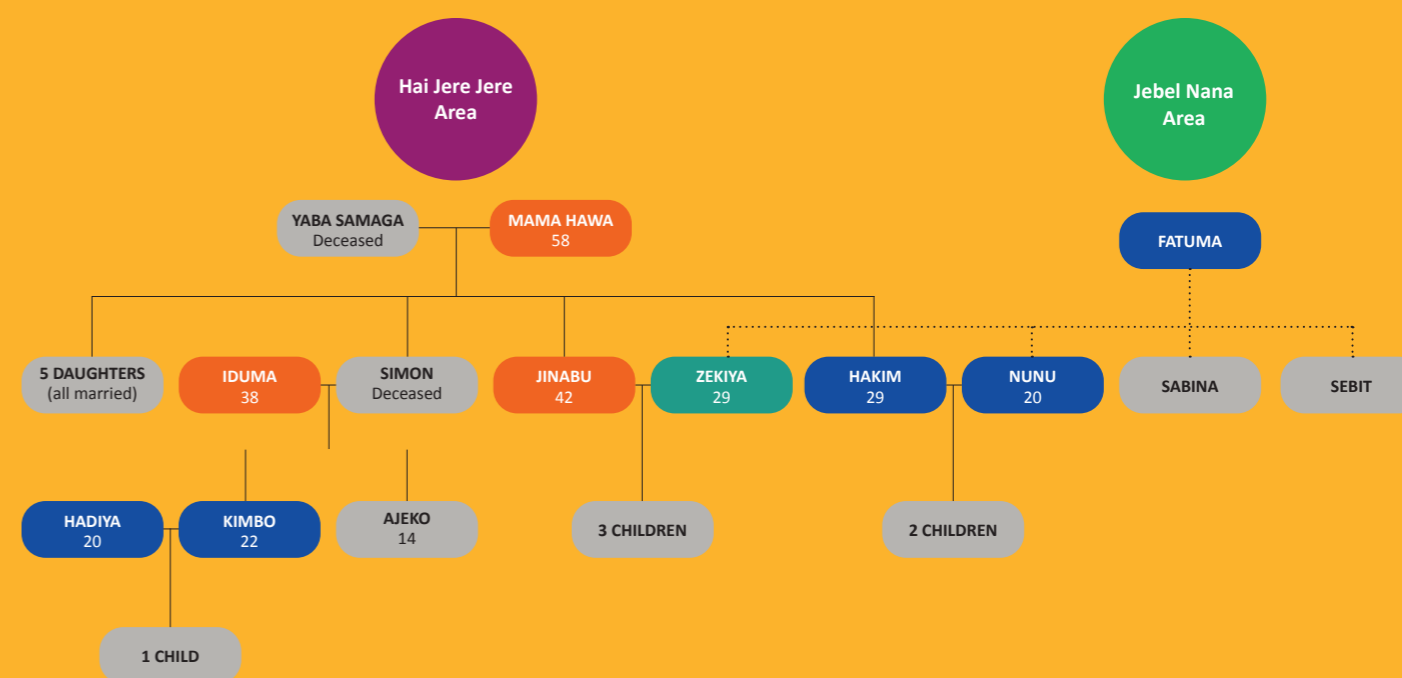 Hai Jere Jere
Area
Jebel Nana
Area
YABA SAMAGA
Deceased
MAMA HAWA
58
FATUMA
5 DAUGHTERS
(all married)
IDUMA
38
SIMON
Deceased
JINABU
42
ZEKIYA
29
HAKIM
29
NUNU
20
SABINA
SEBIT
HADIYA
20
KIMBO
22
AJEKO
14
3 CHILDREN
2 CHILDREN
1 CHILD